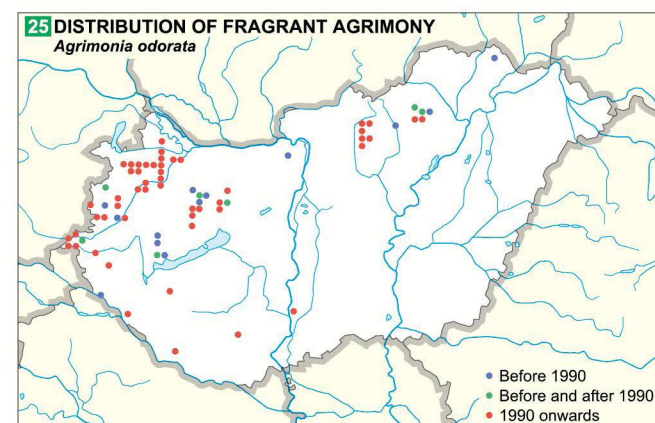 25 DISTRIBUTION OF FRAGRANT AGRIMONY
Agrimonia odorata
Before 1990
Before and after 1990
1990 onwards